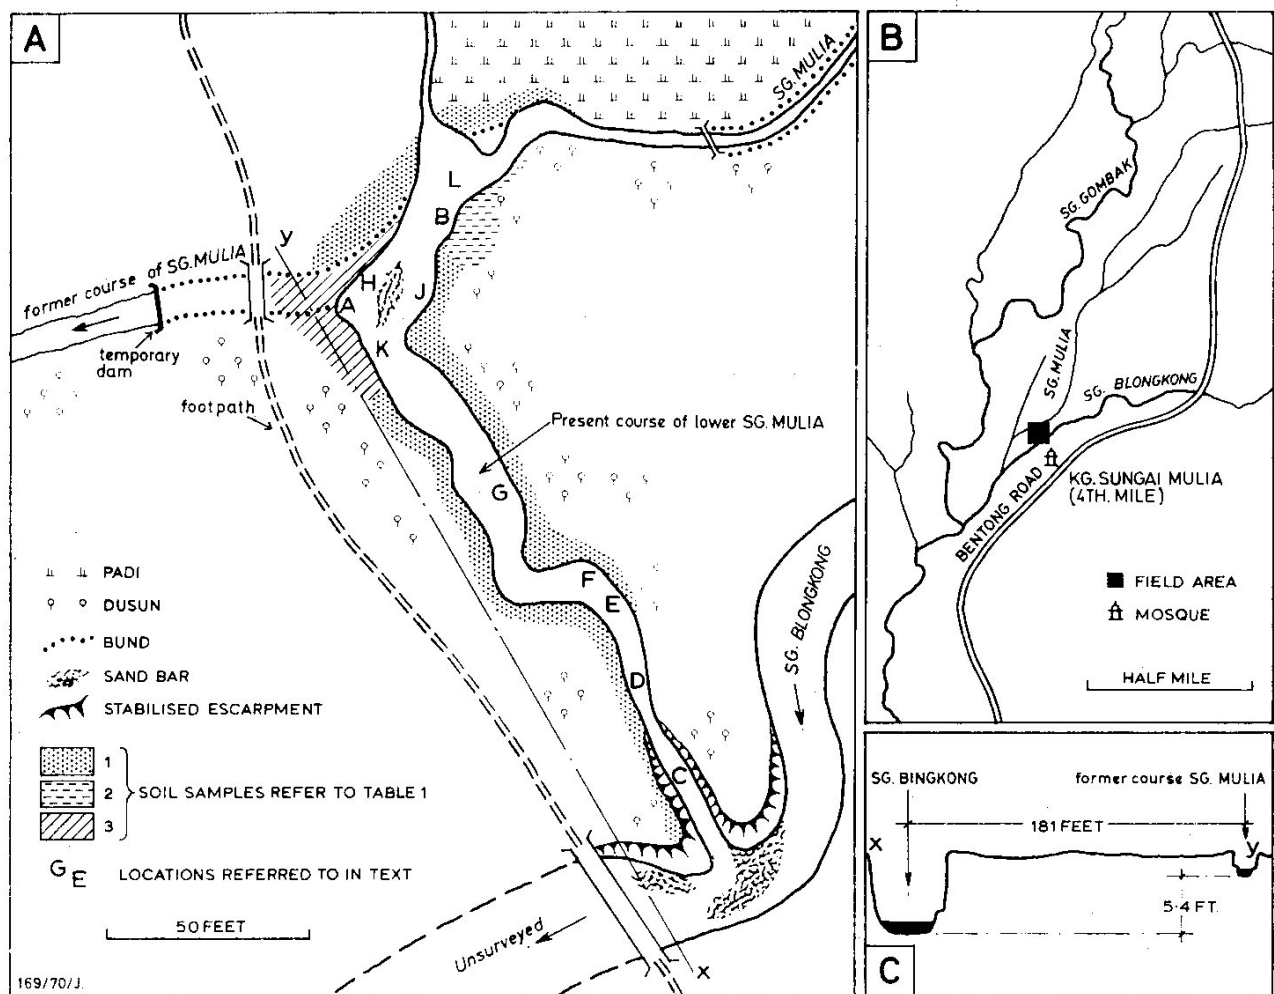 A
SG. MULIA
L
B
y
former course of SG. MULIA
H
A
J
temporary
dam
K
footpath
Present course of lower SG. MULIA
G
F
E
D
C
SG. BLONGKONG
PADI
DUSUN
BUND
SAND BAR
STABILISED ESCARPMENT
1
2
3
SOIL SAMPLES REFER TO TABLE 1
G E LOCATIONS REFERRED TO IN TEXT
50 FEET
Unsurveyed
x
169/70/J.
B
SG. GOMBAK
SG. MULIA
SG. BLONGKONG
BENTONG ROAD
KG. SUNGAI MULIA
(4TH. MILE)
FIELD AREA
MOSQUE
HALF MILE
SG. BINGKONG
former course SG. MULIA
181 FEET
x
y
5·4 FT.
C